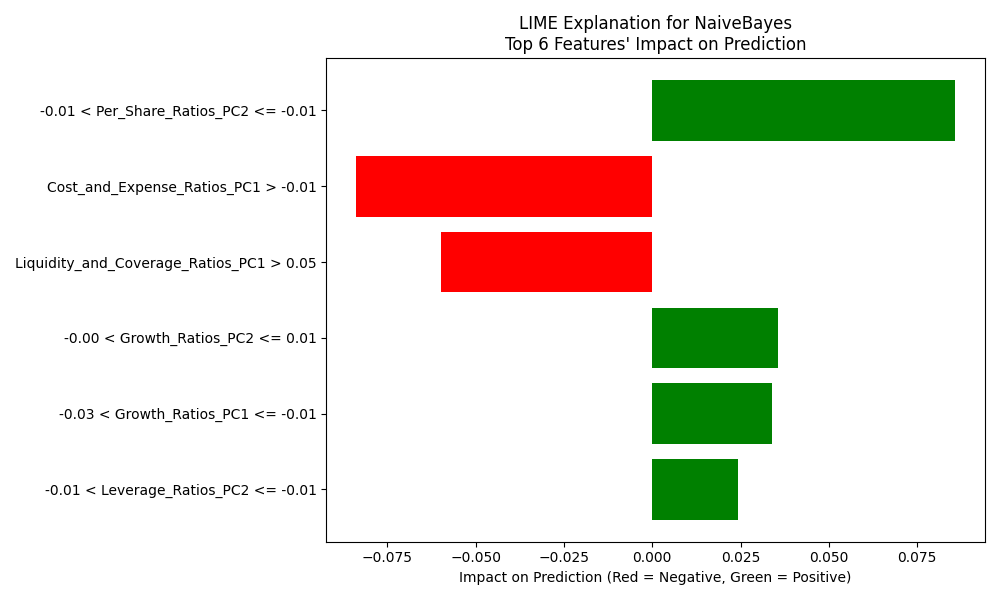 LIME Explanation for NaiveBayes
Top 6 Features' Impact on Prediction
-0.01 < Per_Share_Ratios_PC2 <= -0.01
Cost_and_Expense_Ratios_PC1 > -0.01
Liquidity_and_Coverage_Ratios_PC1 > 0.05
-0.00 < Growth_Ratios_PC2 <= 0.01
-0.03 < Growth_Ratios_PC1 <= -0.01
-0.01 < Leverage_Ratios_PC2 <= -0.01
−0.075 −0.050 −0.025 0.000 0.025 0.050 0.075
Impact on Prediction (Red = Negative, Green = Positive)